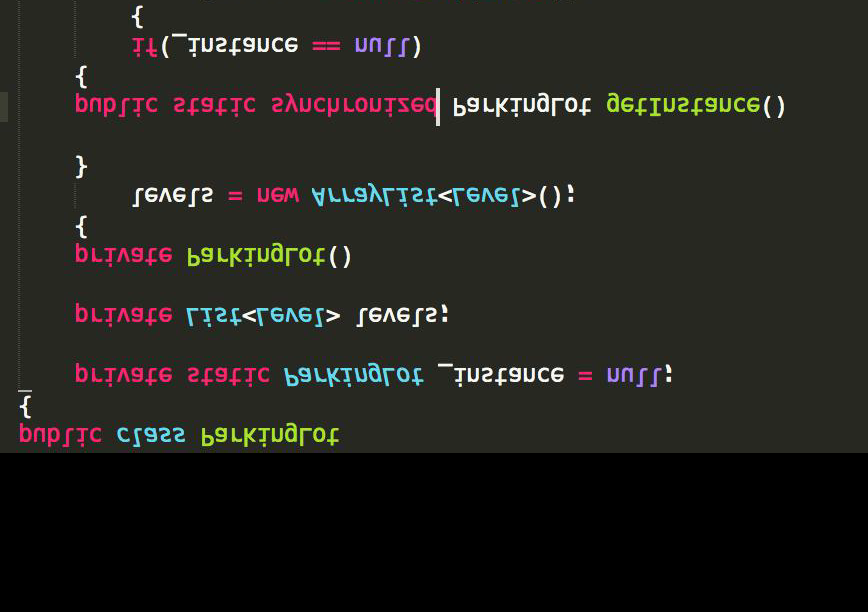 public class ParkingLot
{
    private static ParkingLot _instance = null;

    private List<Level> levels;

    private ParkingLot()
    {
        levels = new ArrayList<Level>();
    }

    public static synchronized ParkingLot getInstance()
    {
        if(_instance == null)
        {